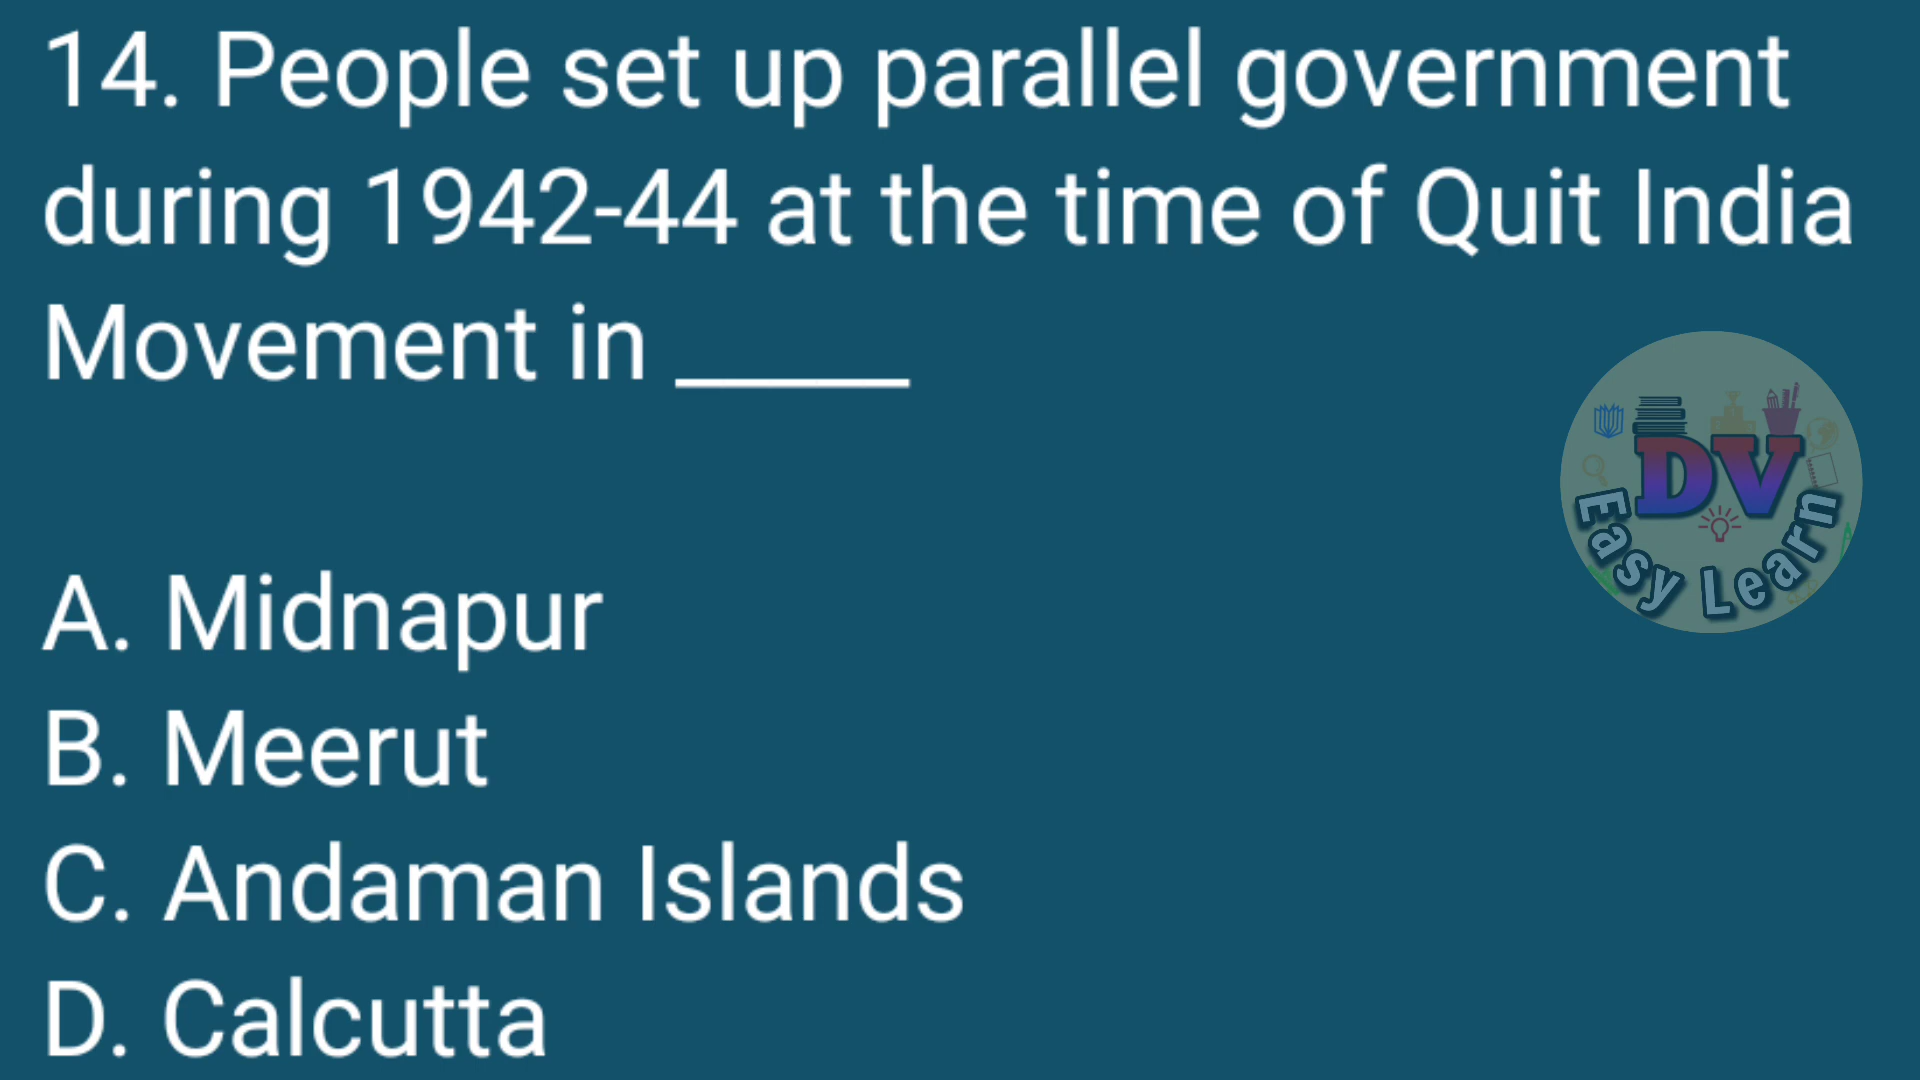 14. People set up parallel government
during 1942-44 at the time of Quit India
Movement in ______
A. Midnapur
B. Meerut
C. Andaman Islands
D. Calcutta
DV
Easy Learn